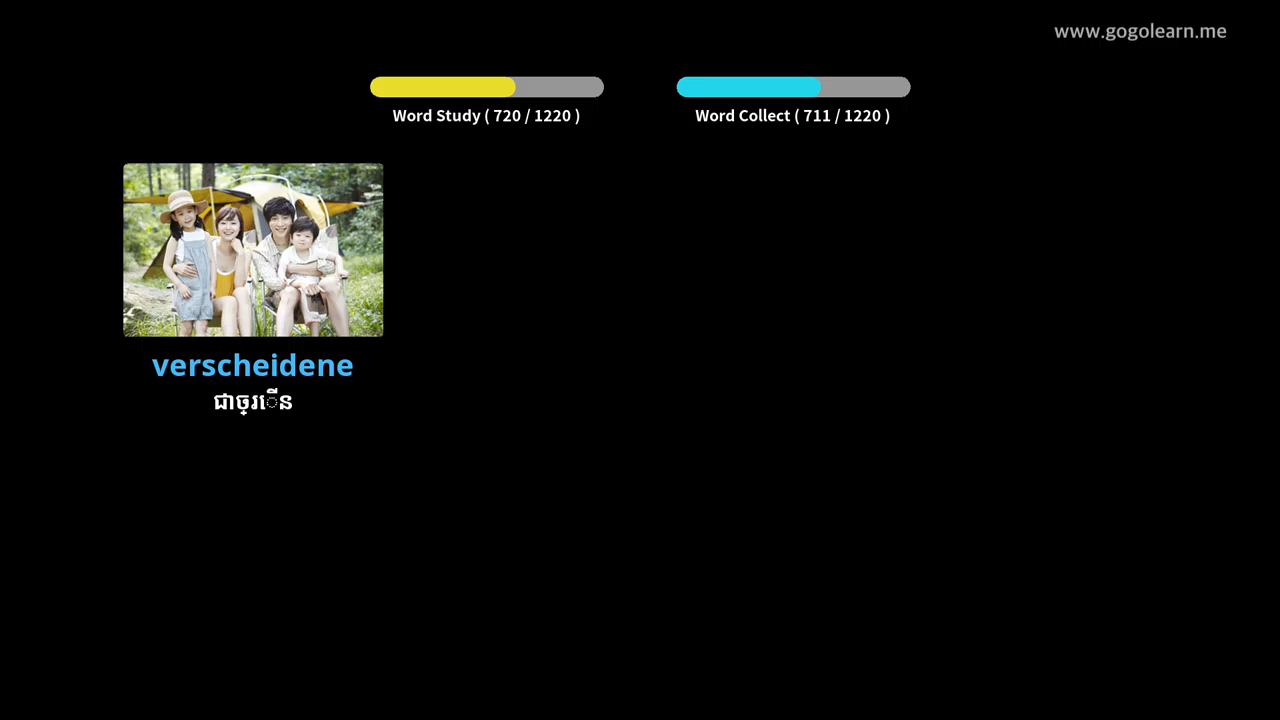 www.gogolearn.me
Word Study ( 720 / 1220 )
Word Collect ( 711 / 1220 )
verscheidene
ជាច្រើន